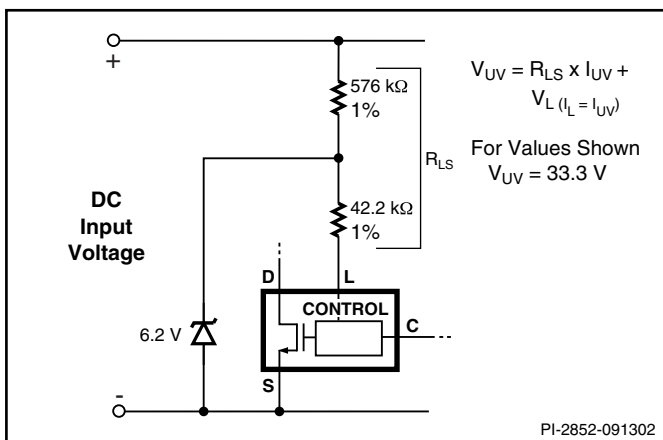 +
DC
Input
Voltage
-
576 kΩ
1%
R_LS
42.2 kΩ
1%
V_UV = R_LS x I_UV +
V_L (I_L = I_UV)
For Values Shown
V_UV = 33.3 V
6.2 V
D
L
CONTROL
C
S
PI-2852-091302